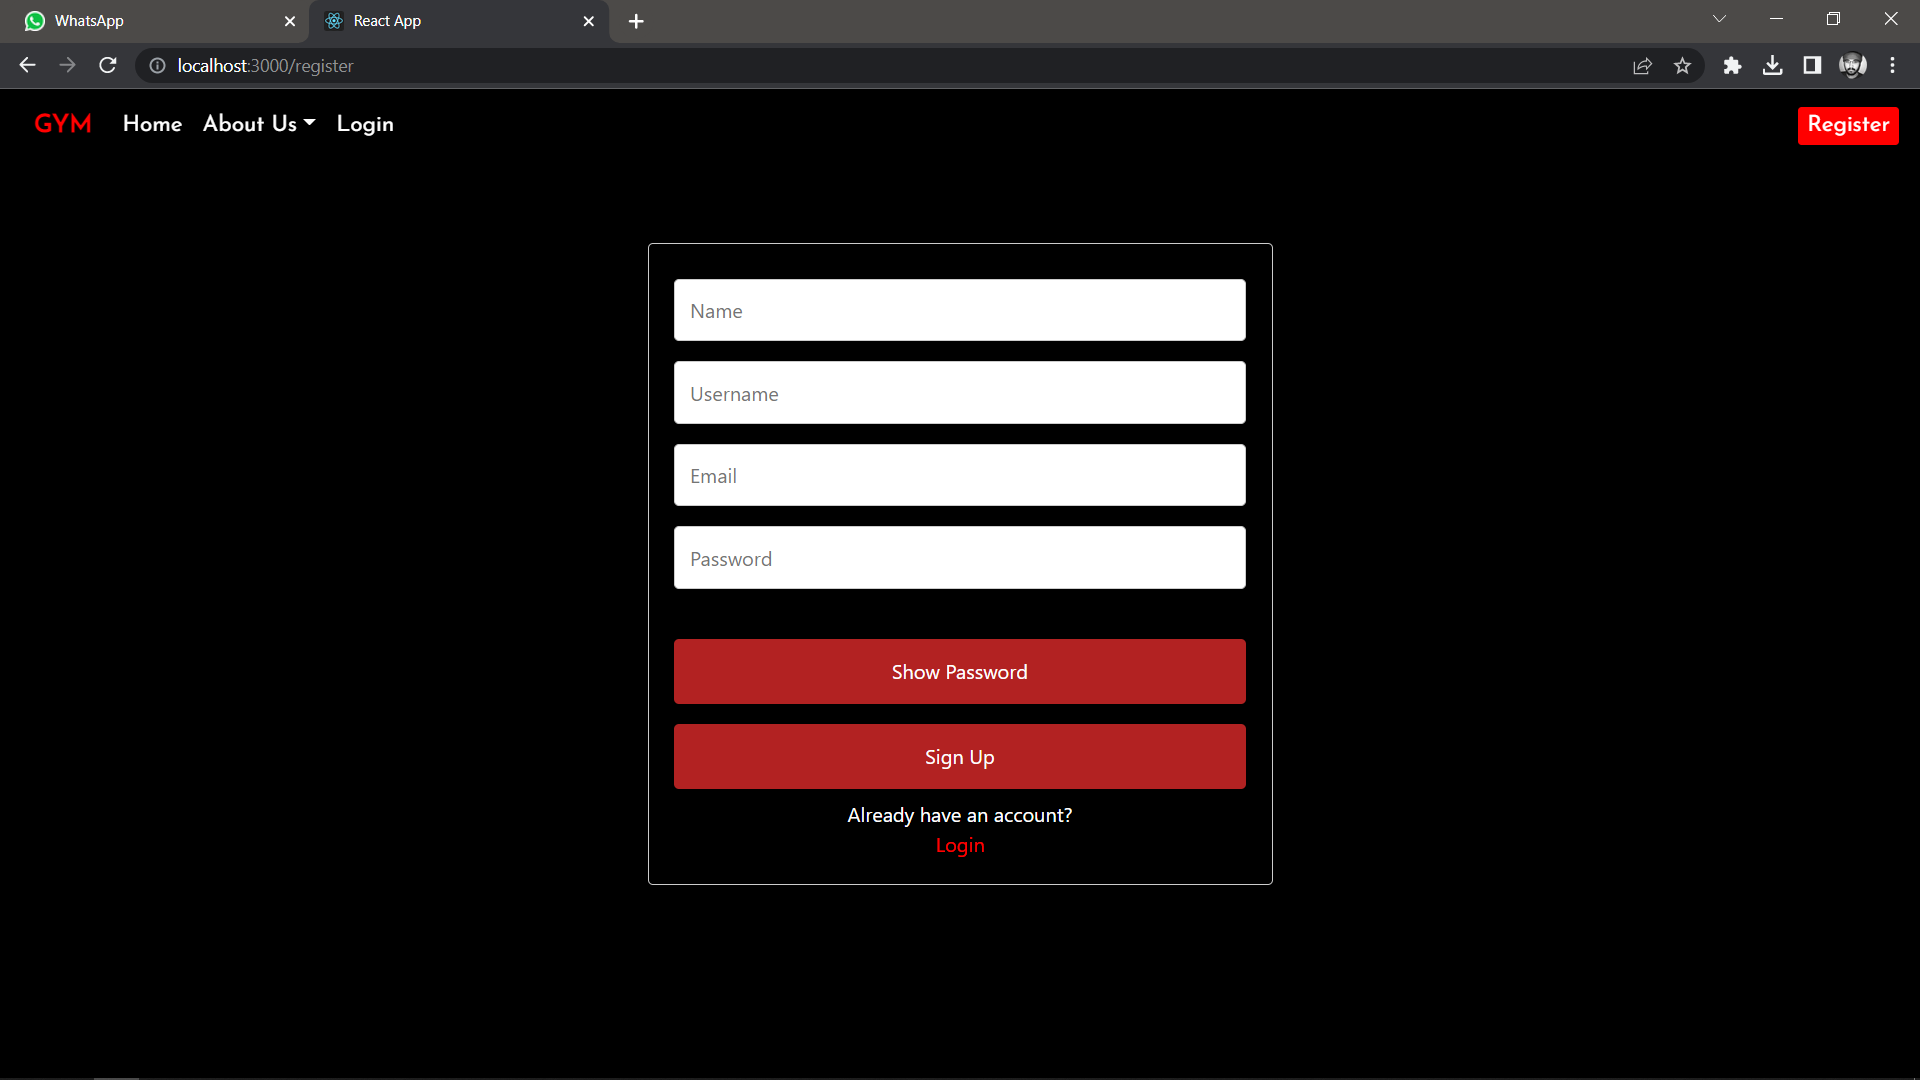 WhatsApp
React App
localhost:3000/register
GYM Home About Us Login Register
Name
Username
Email
Password
Show Password
Sign Up
Already have an account?
Login